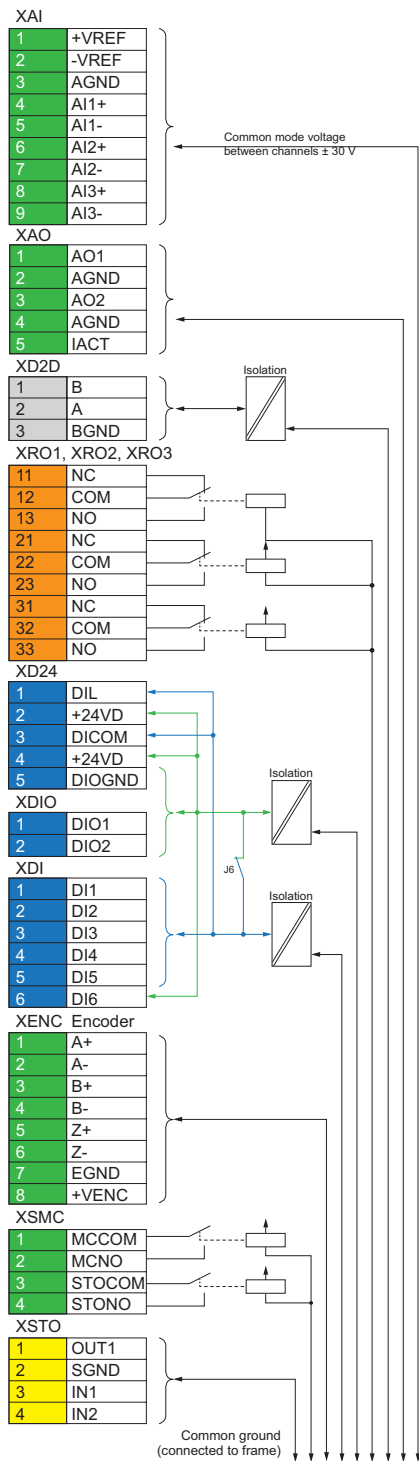 XAI
1 +VREF
2 -VREF
3 AGND
4 AI1+
5 AI1-
6 AI2+
7 AI2-
8 AI3+
9 AI3-
Common mode voltage
between channels ± 30 V
XAO
1 AO1
2 AGND
3 AO2
4 AGND
5 IACT
XD2D
1 B
2 A
3 BGND
Isolation
XRO1, XRO2, XRO3
11 NC
12 COM
13 NO
21 NC
22 COM
23 NO
31 NC
32 COM
33 NO
XD24
1 DIL
2 +24VD
3 DICOM
4 +24VD
5 DIOGND
Isolation
XDIO
1 DIO1
2 DIO2
J6
XDI
1 DI1
2 DI2
3 DI3
4 DI4
5 DI5
6 DI6
Isolation
XENC Encoder
1 A+
2 A-
3 B+
4 B-
5 Z+
6 Z-
7 EGND
8 +VENC
XSMC
1 MCCOM
2 MCNO
3 STOCOM
4 STONO
XSTO
1 OUT1
2 SGND
3 IN1
4 IN2
Common ground
(connected to frame)